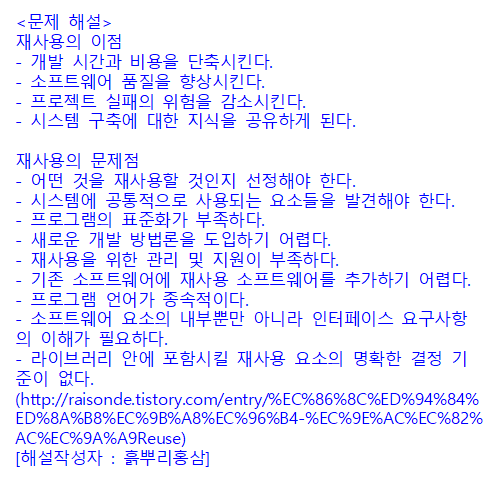 <문제 해설>
재사용의 이점
- 개발 시간과 비용을 단축시킨다.
- 소프트웨어 품질을 향상시킨다.
- 프로젝트 실패의 위험을 감소시킨다.
- 시스템 구축에 대한 지식을 공유하게 된다.

재사용의 문제점
- 어떤 것을 재사용할 것인지 선정해야 한다.
- 시스템에 공통적으로 사용되는 요소들을 발견해야 한다.
- 프로그램의 표준화가 부족하다.
- 새로운 개발 방법론을 도입하기 어렵다.
- 재사용을 위한 관리 및 지원이 부족하다.
- 기존 소프트웨어에 재사용 소프트웨어를 추가하기 어렵다.
- 프로그램 언어가 종속적이다.
- 소프트웨어 요소의 내부뿐만 아니라 인터페이스 요구사항
의 이해가 필요하다.
- 라이브러리 안에 포함시킬 재사용 요소의 명확한 결정 기
준이 없다.
(http://raisonde.tistory.com/entry/%EC%86%8C%ED%94%84%
ED%8A%B8%EC%9B%A8%EC%96%B4-%EC%9E%AC%EC%82%
AC%EC%9A%A9Reuse)
[해설작성자 : 흙뿌리홍삼]